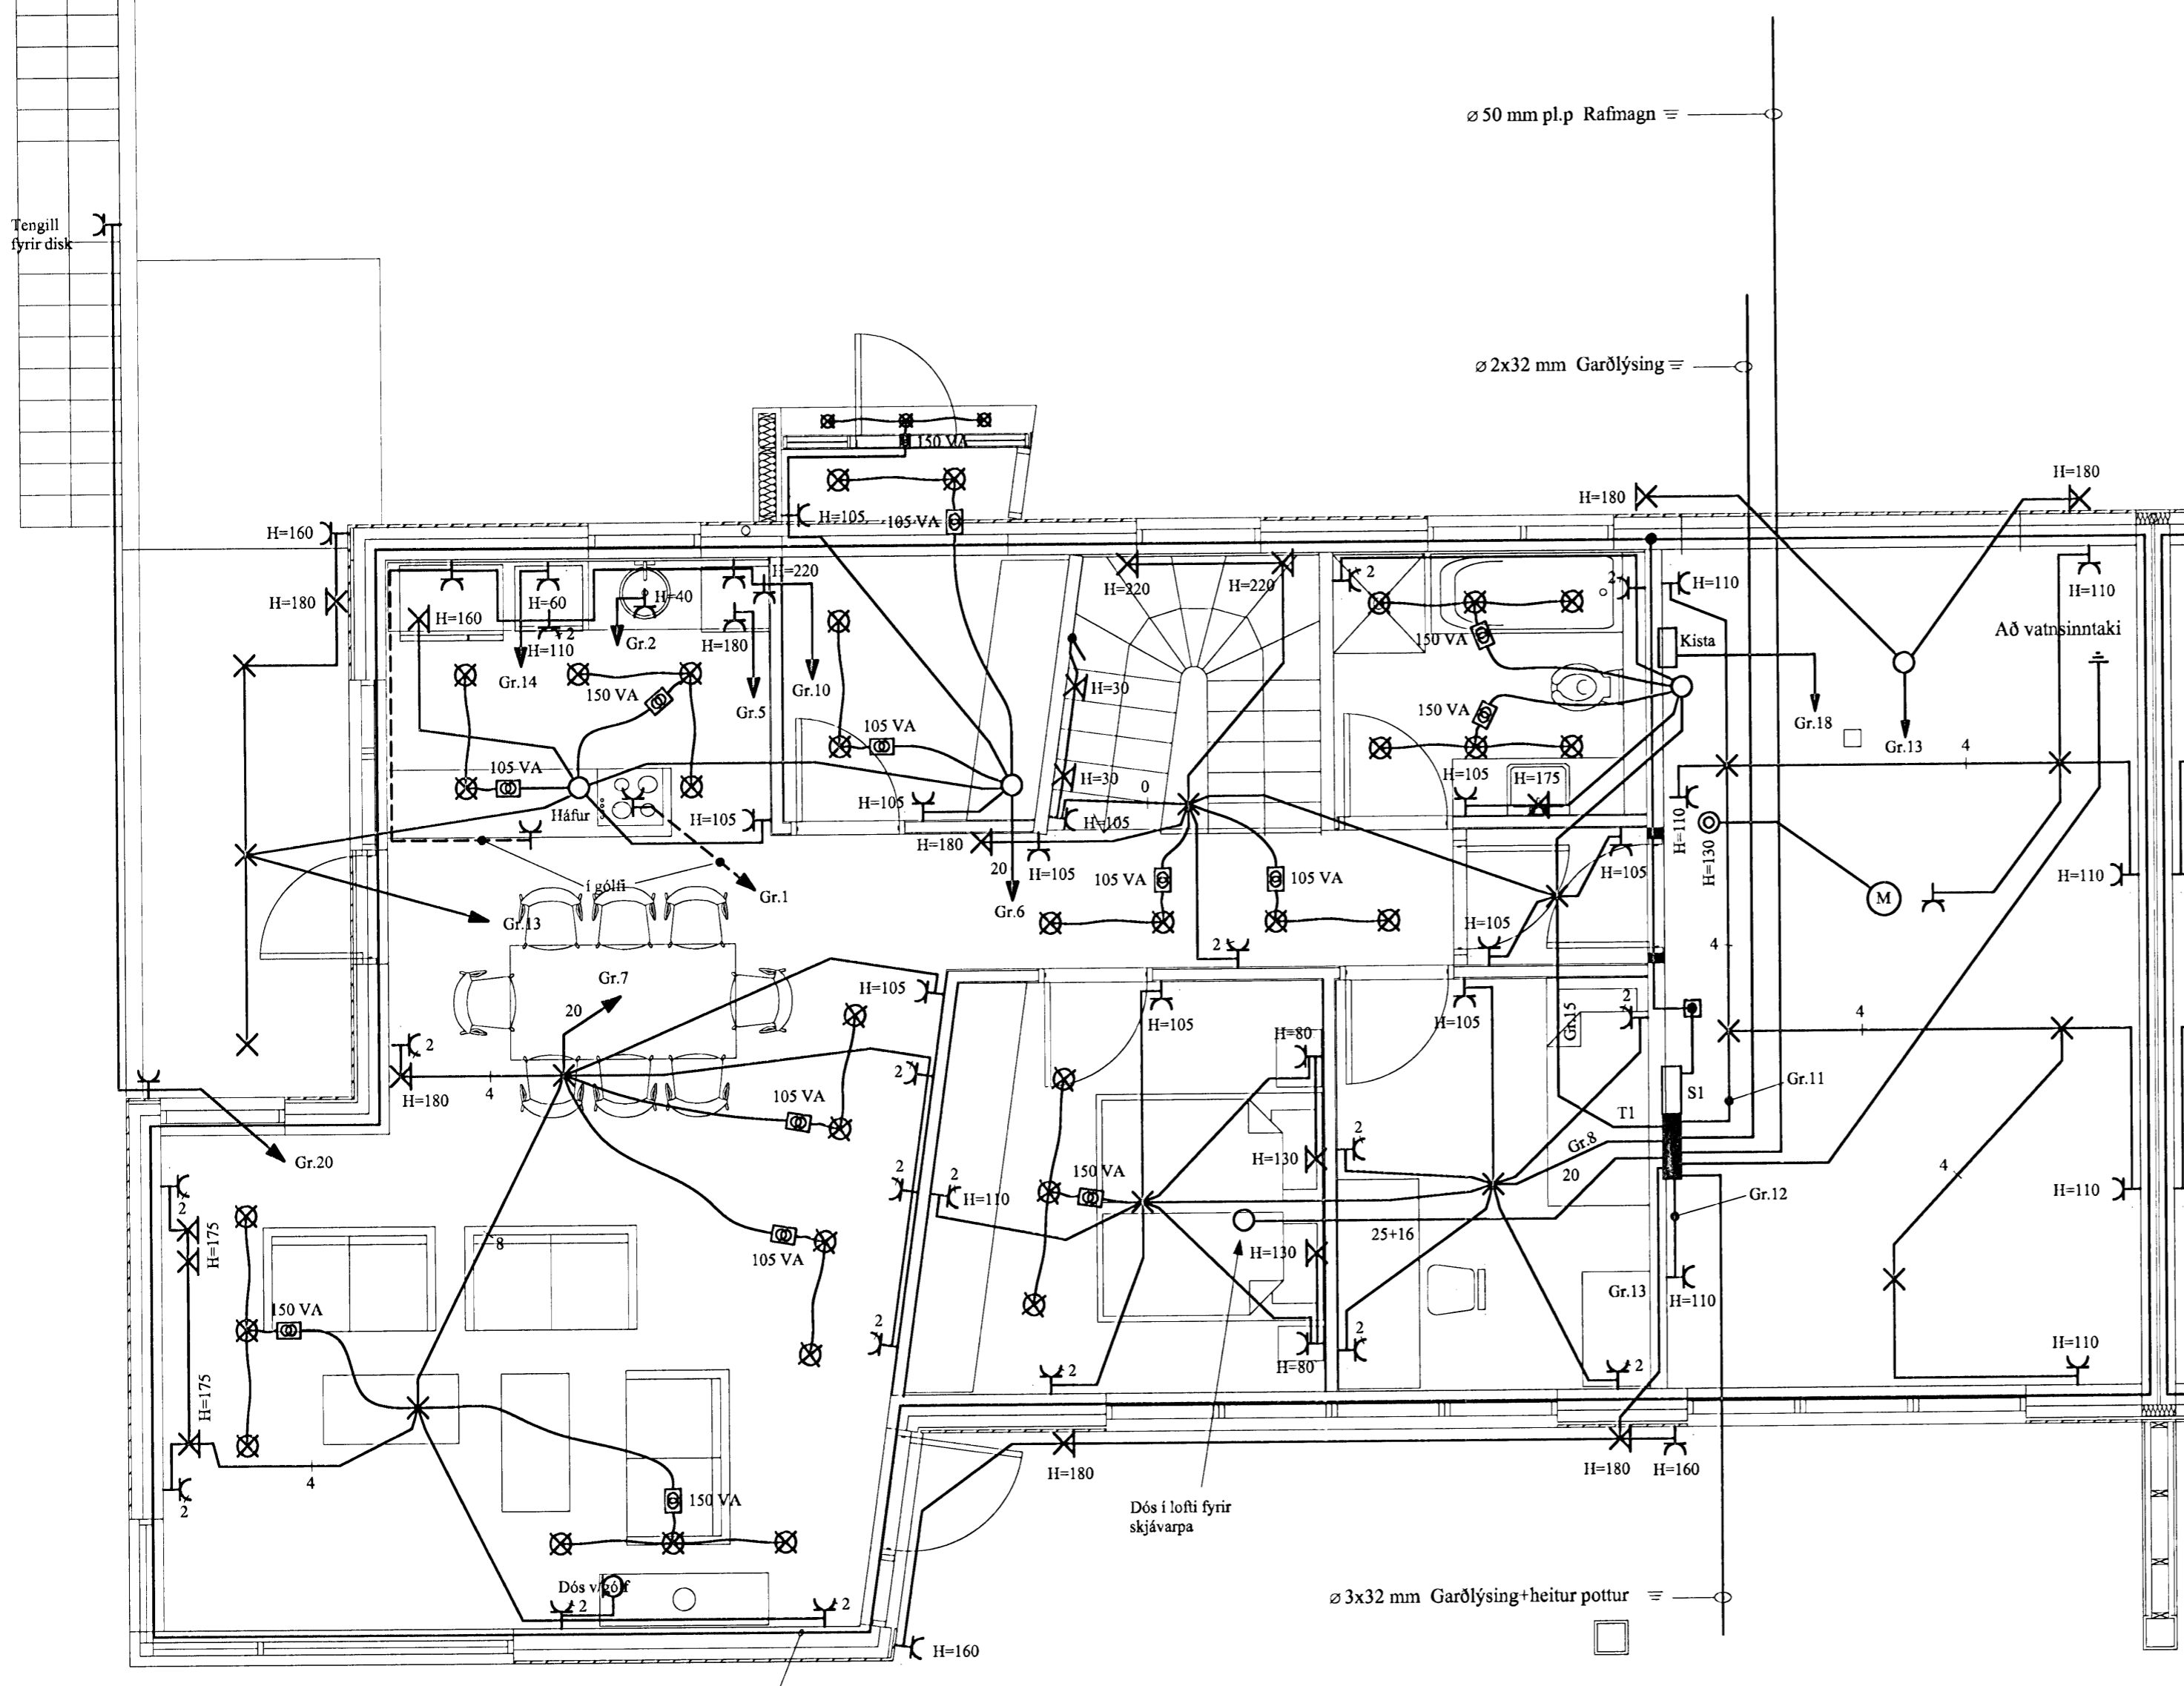 ⌀ 50 mm pl.p Rafmagn
Tengill
fyrir disk
⌀ 2x32 mm Garðlýsing
150 VA
H=180
H=180
H=160
H=105
105 VA
H=220
H=220
H=220
2
2
H=110
H=110
H=180
H=160
H=60
H=40
2
H=110
Gr.2
H=180
150 VA
Kista
Að vatnsinntaki
Gr.14
150 VA
Gr.5
Gr.10
H=30
105 VA
150 VA
Gr.18
Gr.13
4
105 VA
H=30
0
H=105
H=175
Háfur
H=105
H=105
H=105
H=180
H=105
H=110
H=130
í gólfi
Gr.1
20
Gr.6
105 VA
105 VA
H=105
H=110
M
Gr.13
H=105
2
4
Gr.7
20
H=105
H=105
H=105
Gr.15
2
4
2
H=180
4
2
H=80
105 VA
T1
S1
Gr.11
Gr.8
20
Gr.20
2
2
H=130
4
2
150 VA
H=110
Gr.12
H=110
H=175
8
105 VA
H=130
25+16
150 VA
2
H=80
2
Gr.13
H=110
H=110
H=175
2
2
4
2
150 VA
H=180
H=180
H=160
Dós í lofti fyrir
skjávarpa
Dós v/gólf
2
2
⌀ 3x32 mm Garðlýsing+heitur pottur
H=160